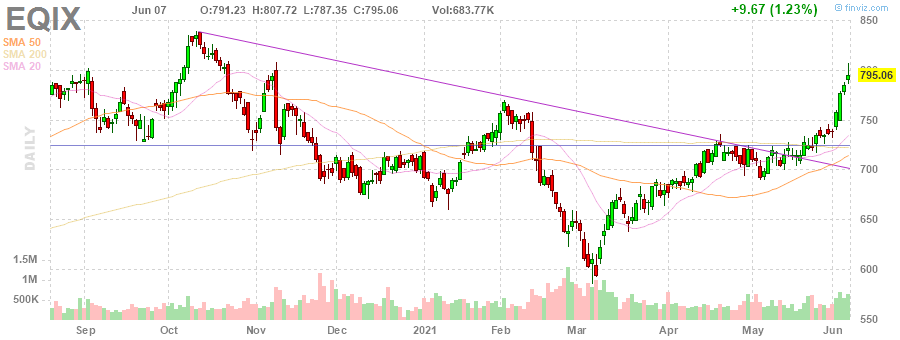 EQIX Jun 07 O:791.23 H:807.72 L:787.35 C:795.06 Vol:683.77K +9.67 (1.23%) © finviz.com
SMA 50
SMA 200
SMA 20
DAILY
850
800
795.06
750
700
650
600
550
1.5M
1M
500K
Sep Oct Nov Dec 2021 Feb Mar Apr May Jun